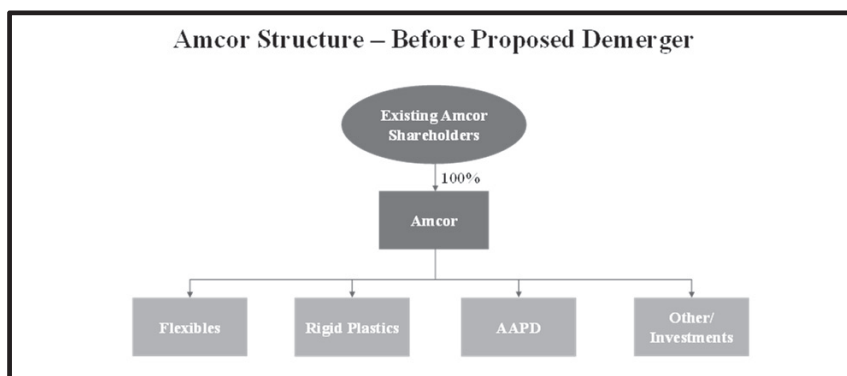 Amcor Structure – Before Proposed Demerger
Existing Amcor
Shareholders
100%
Amcor
Flexibles
Rigid Plastics
AAPD
Other/
Investments